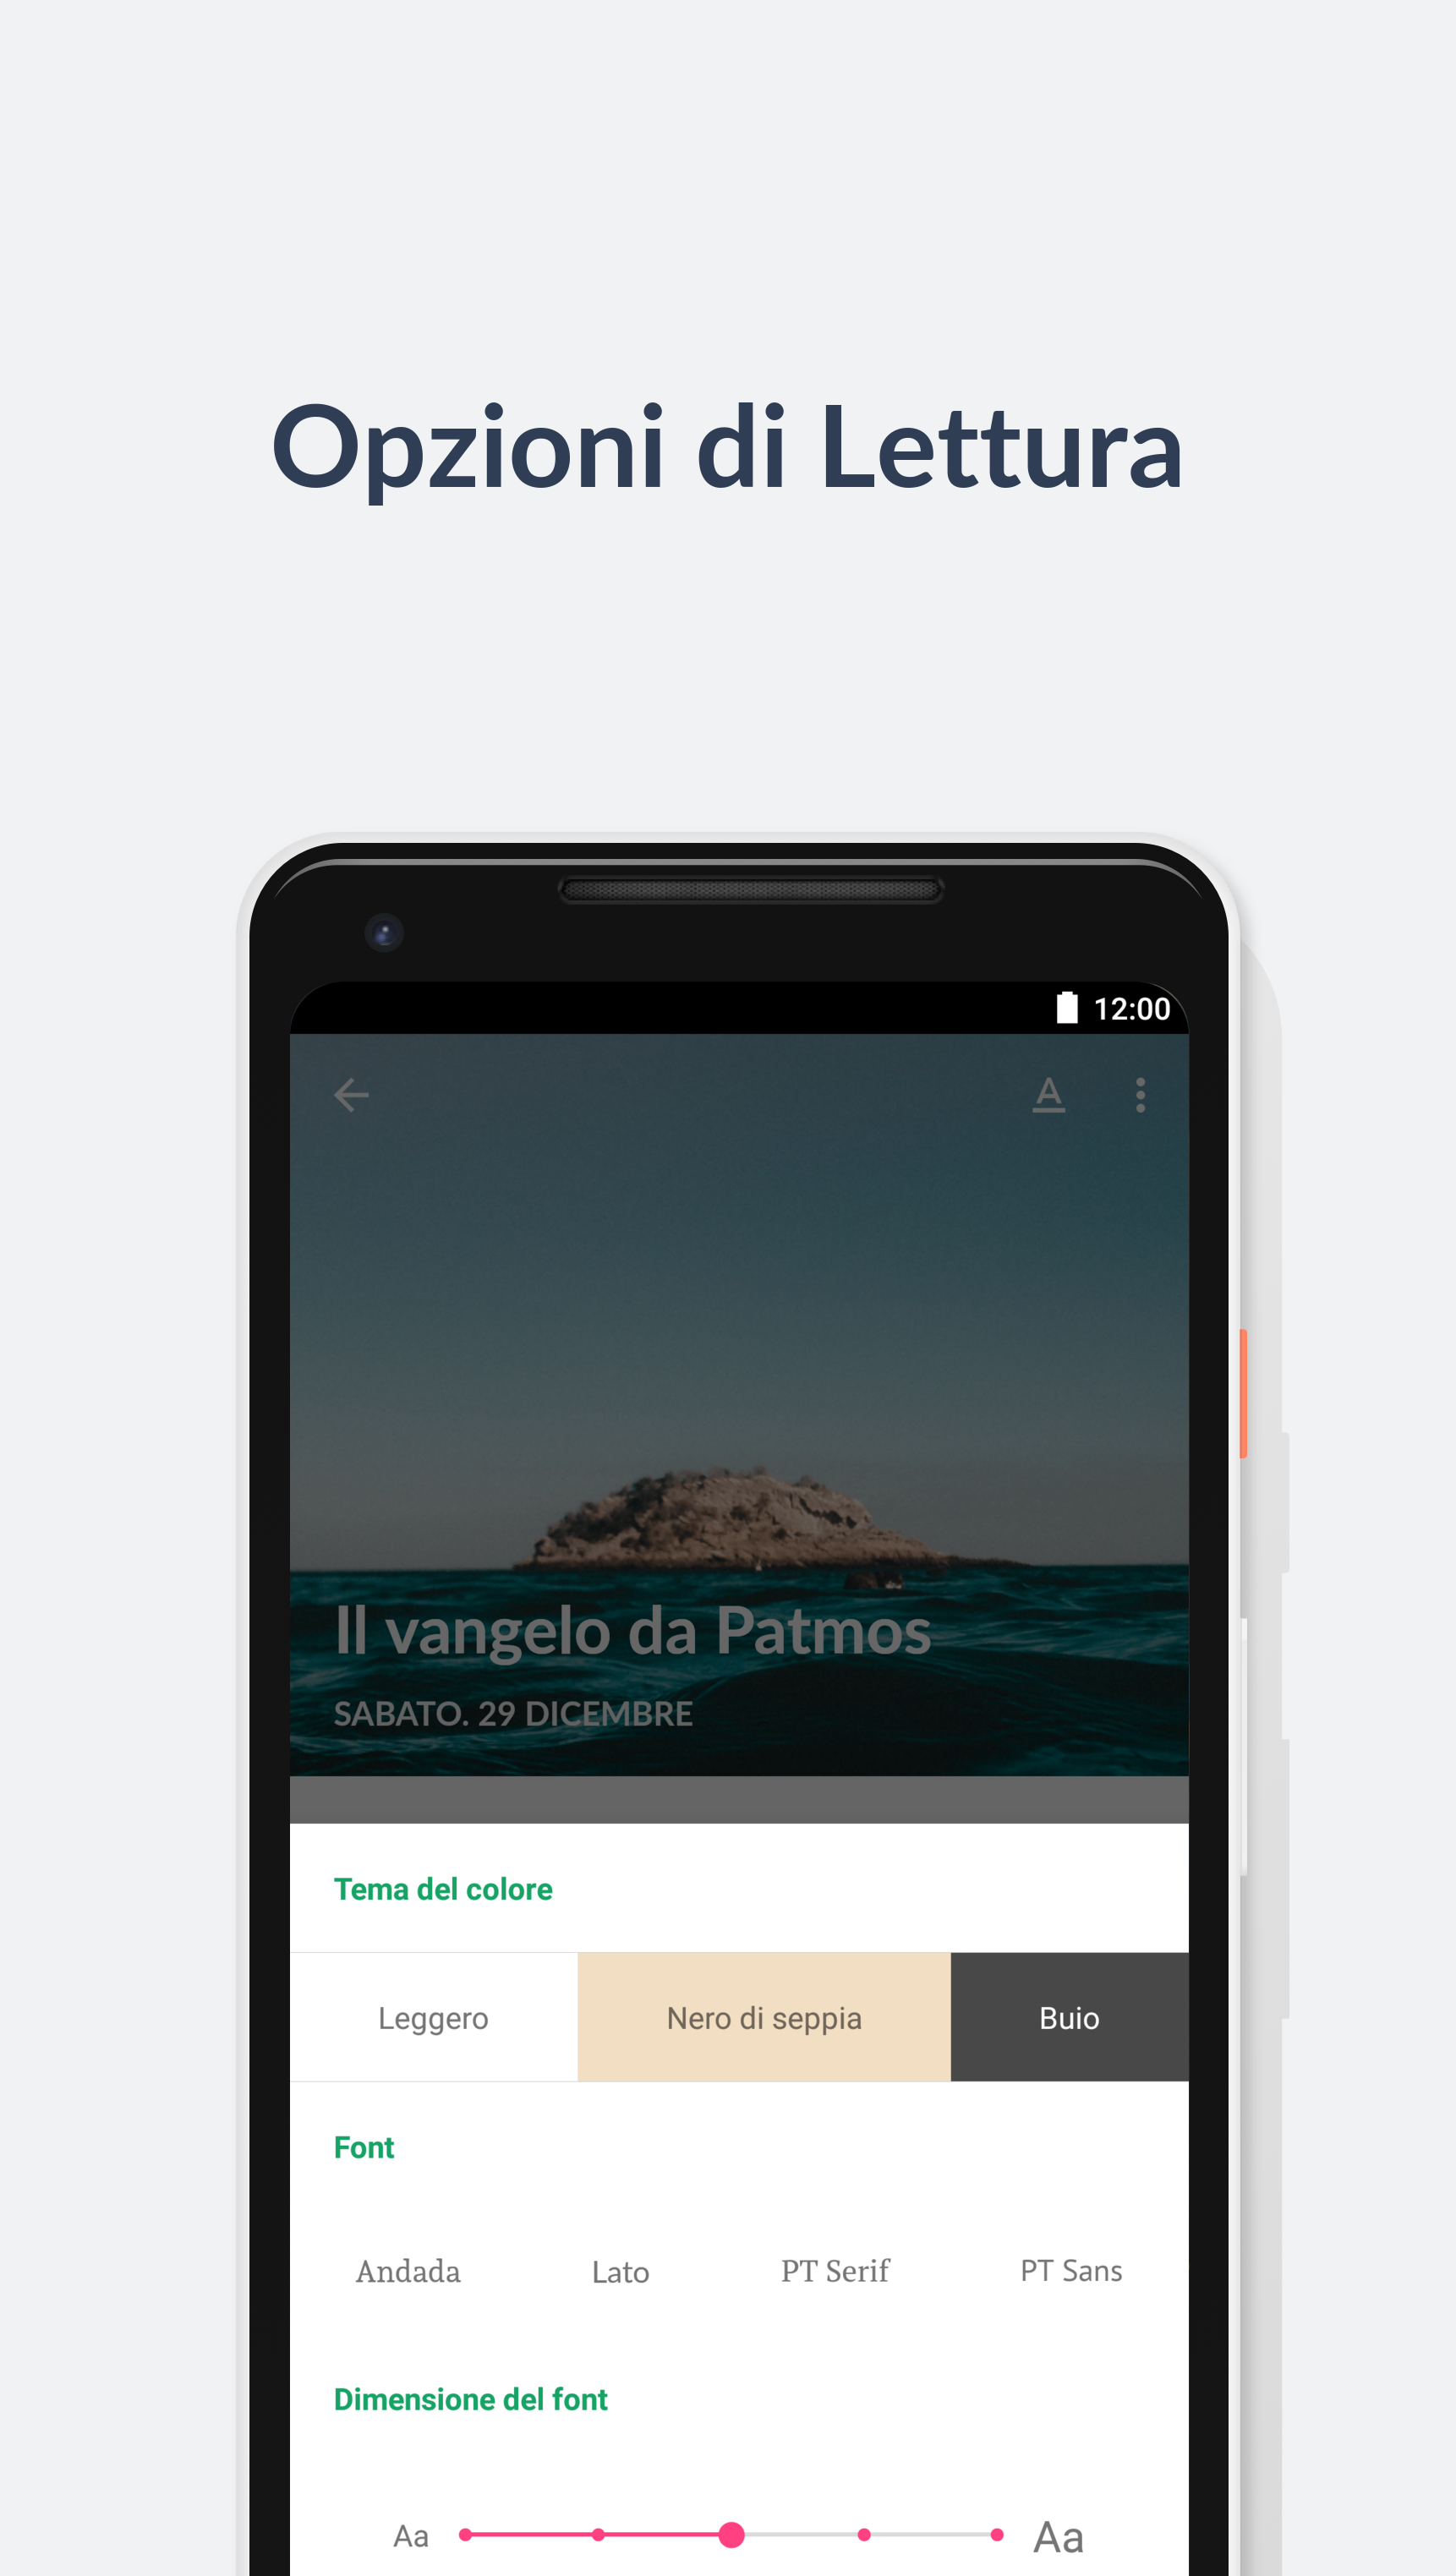 Opzioni di Lettura
12:00
A
Il vangelo da Patmos
SABATO. 29 DICEMBRE
Tema del colore
Leggero Nero di seppia Buio
Font
Andada Lato PT Serif PT Sans
Dimensione del font
Aa Aa